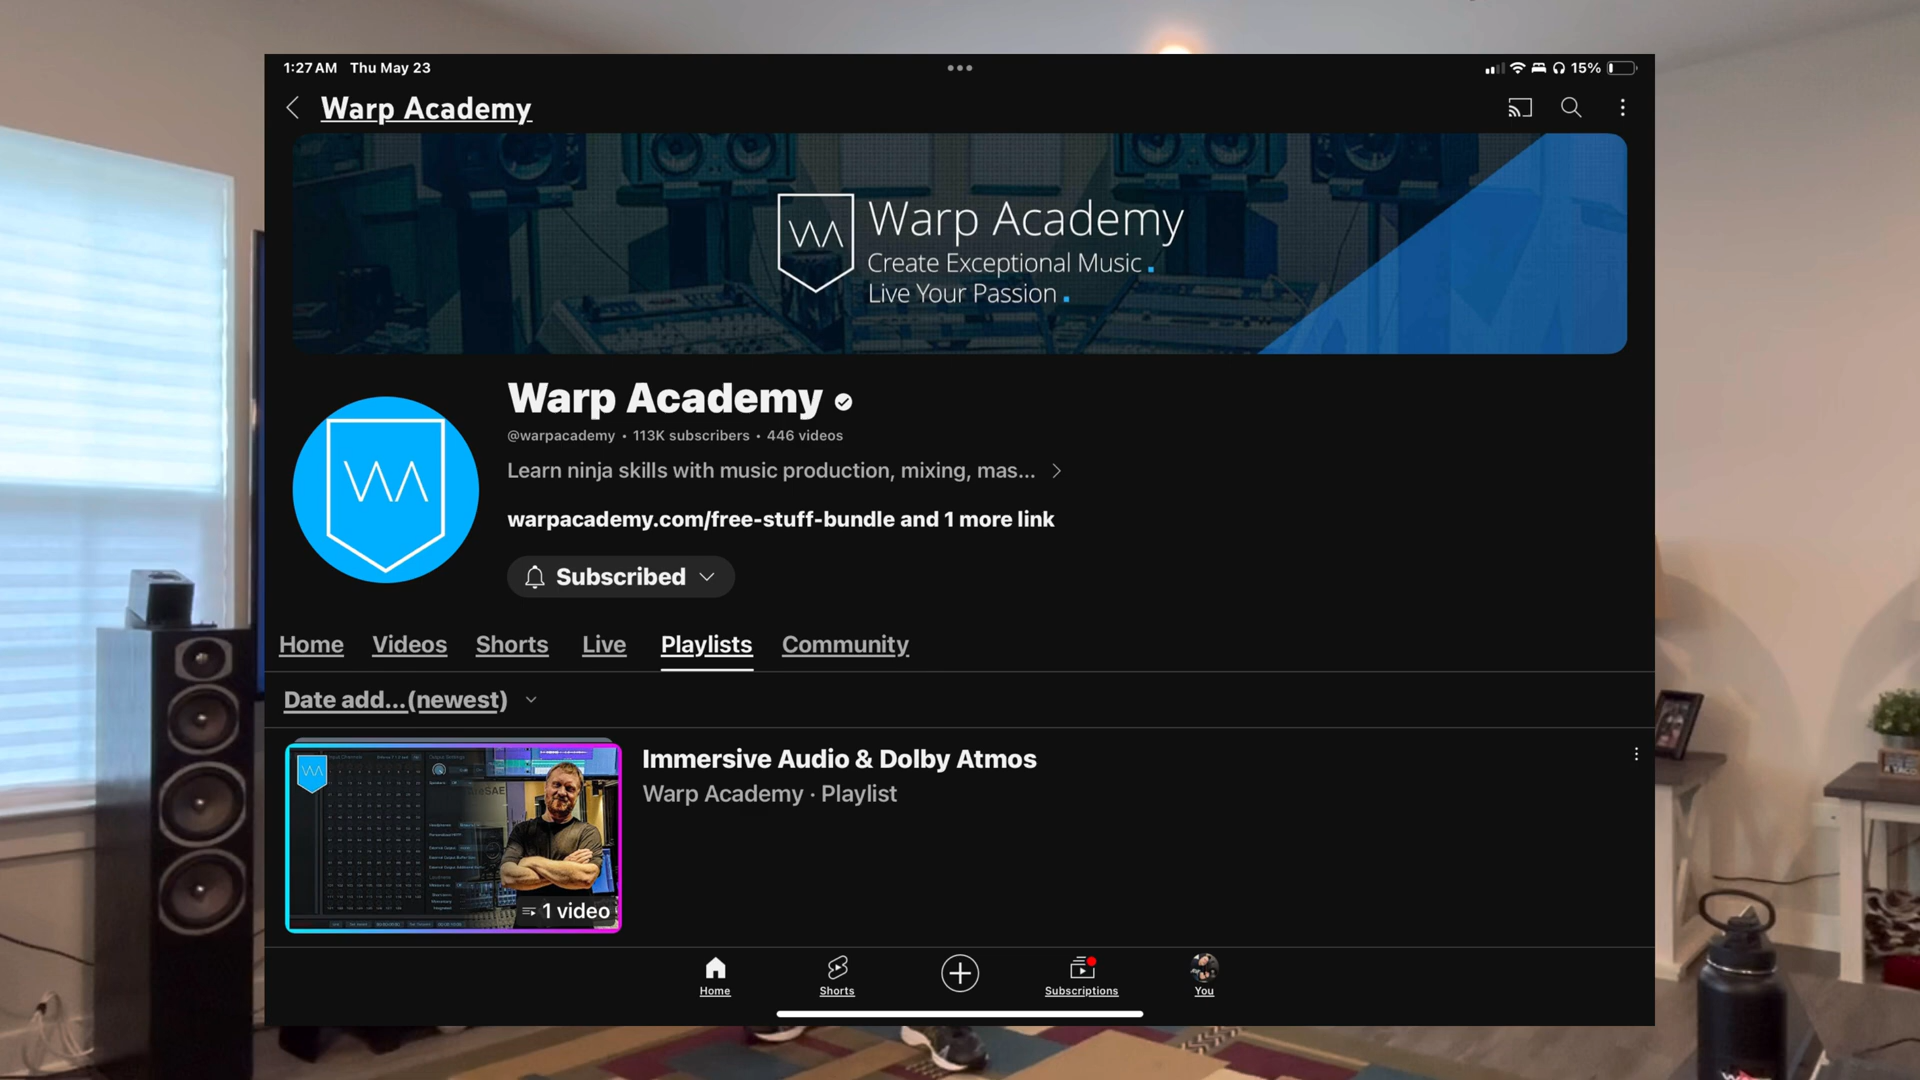 1:27 AM Thu May 23
15%
Warp Academy
WA
Warp Academy
Create Exceptional Music
Live Your Passion
WA
Warp Academy
@warpacademy • 113K subscribers • 446 videos
Learn ninja skills with music production, mixing, mas...
warpacademy.com/free-stuff-bundle and 1 more link
Subscribed
Home Videos Shorts Live Playlists Community
Date add...(newest)
WA
1 video
Immersive Audio & Dolby Atmos
Warp Academy · Playlist
Home Shorts Subscriptions You